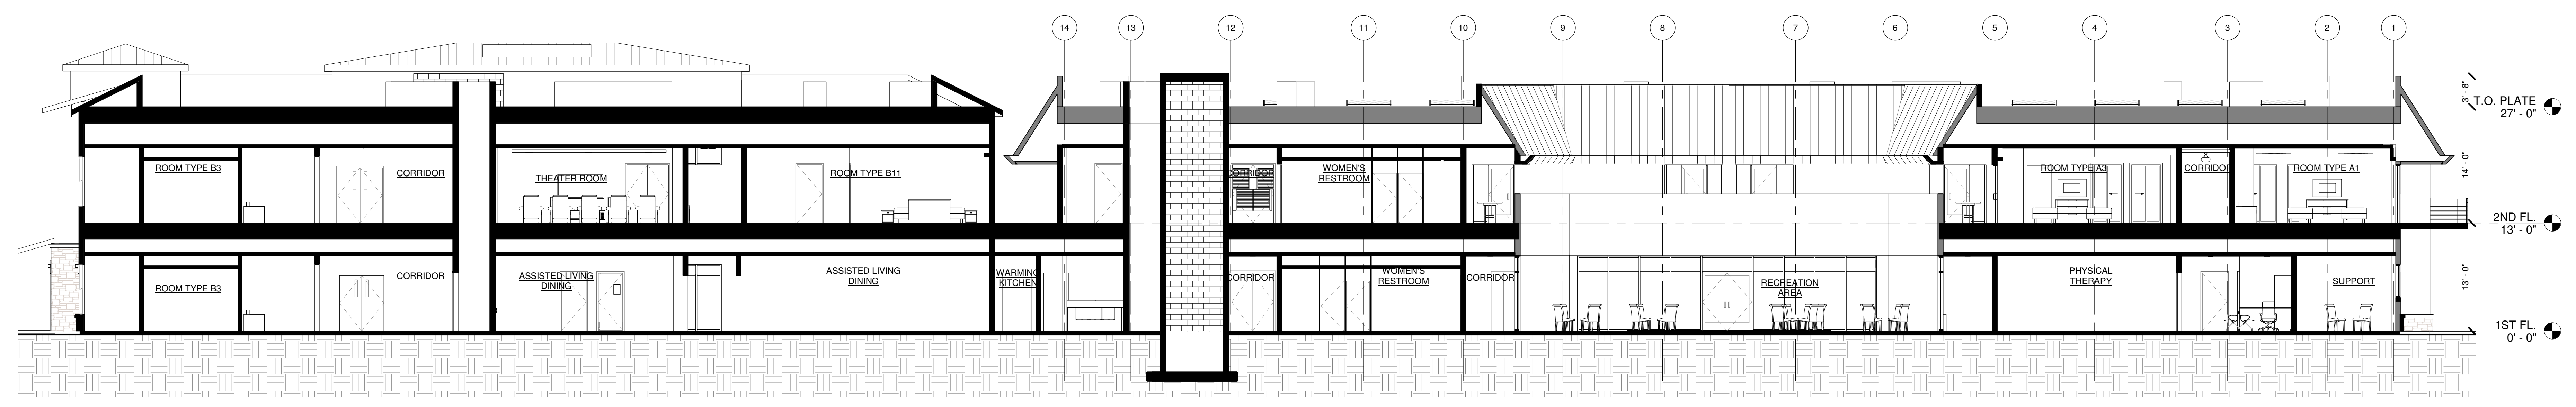 14 13 12 11 10 9 8 7 6 5 4 3 2 1
3' - 8"
T.O. PLATE
27' - 0"
ROOM TYPE B3
CORRIDOR
THEATER ROOM
ROOM TYPE B11
CORRIDOR
WOMEN'S
RESTROOM
ROOM TYPE A3
CORRIDOR
ROOM TYPE A1
14' - 0"
2ND FL.
13' - 0"
ROOM TYPE B3
CORRIDOR
ASSISTED LIVING
DINING
ASSISTED LIVING
DINING
WARMING
KITCHEN
CORRIDOR
WOMEN'S
RESTROOM
CORRIDOR
RECREATION
AREA
PHYSICAL
THERAPY
SUPPORT
13' - 0"
1ST FL.
0' - 0"